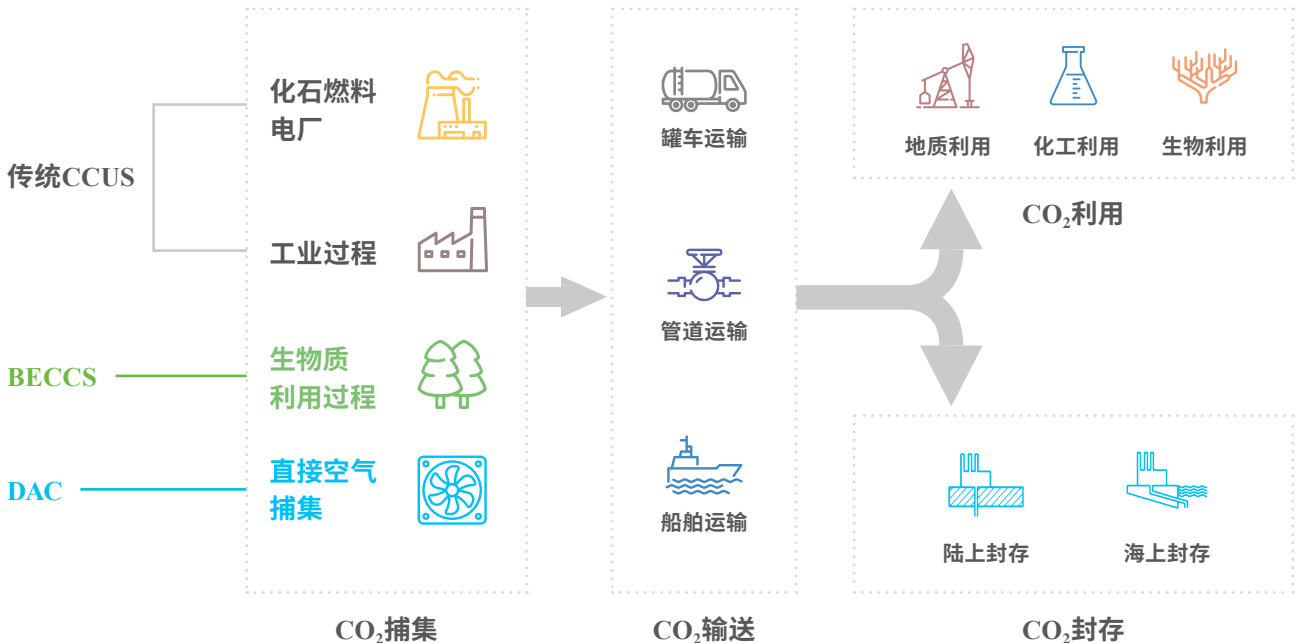 传统CCUS
BECCS
DAC
化石燃料
电厂
工业过程
生物质
利用过程
直接空气
捕集
CO₂捕集
罐车运输
管道运输
船舶运输
CO₂输送
地质利用
化工利用
生物利用
CO₂利用
陆上封存
海上封存
CO₂封存